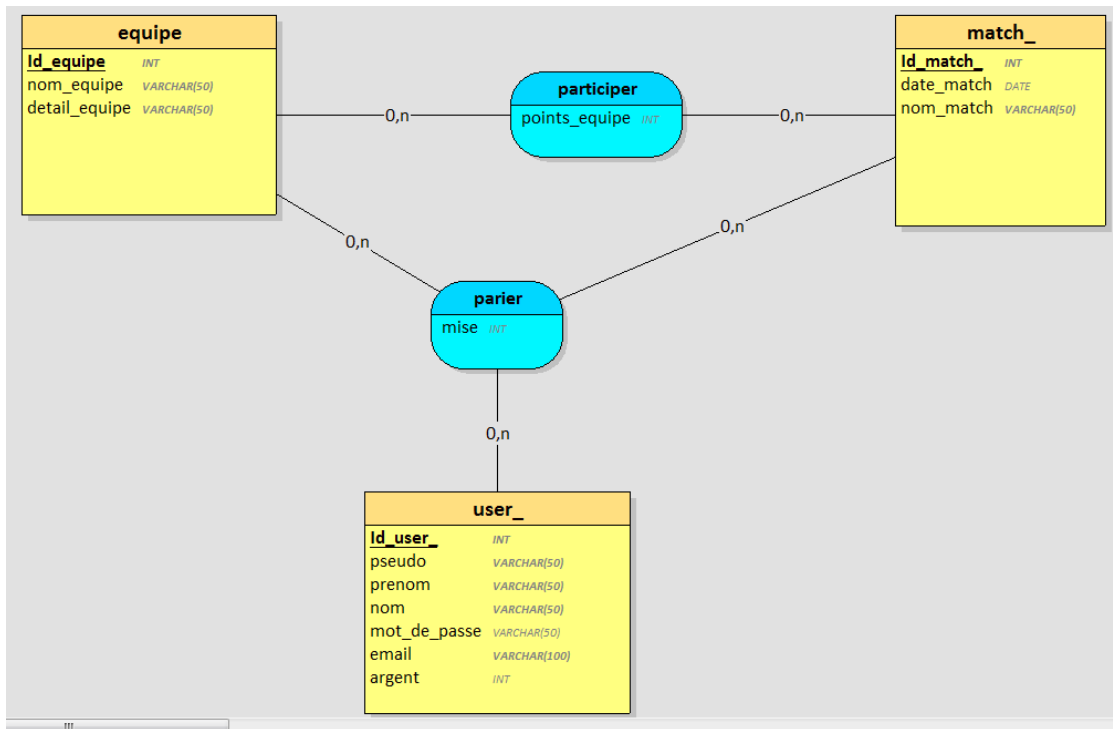 equipe
Id_equipe INT
nom_equipe VARCHAR(50)
detail_equipe VARCHAR(50)
participer
points_equipe INT
match_
Id_match_ INT
date_match DATE
nom_match VARCHAR(50)
0,n
0,n
0,n
0,n
parier
mise INT
0,n
user_
Id_user_ INT
pseudo VARCHAR(50)
prenom VARCHAR(50)
nom VARCHAR(50)
mot_de_passe VARCHAR(50)
email VARCHAR(100)
argent INT